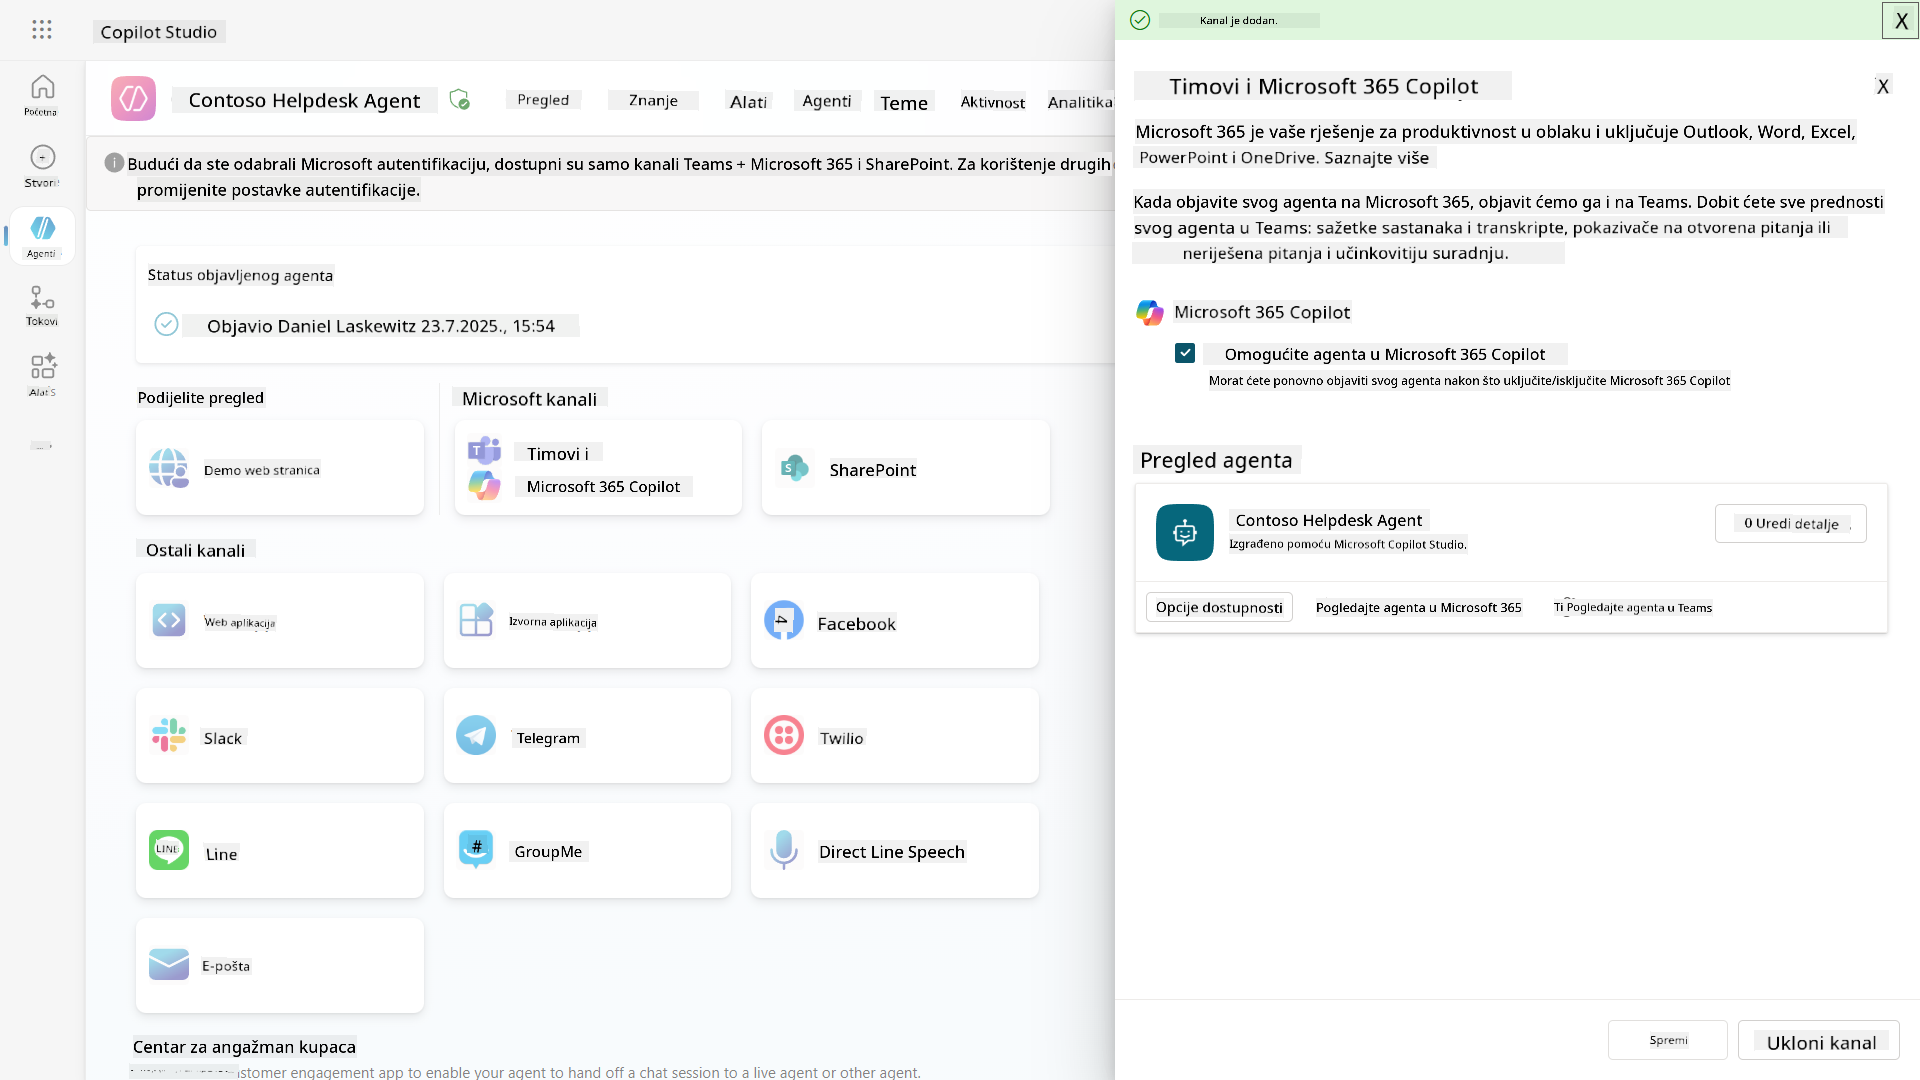 Copilot Studio
Početna
Stvori
Agenti
Tokovi
Alati
Contoso Helpdesk Agent
Pregled
Znanje
Alati
Agenti
Teme
Aktivnost
Analitika
Budući da ste odabrali Microsoft autentifikaciju, dostupni su samo kanali Teams + Microsoft 365 i SharePoint. Za korištenje drugih
promijenite postavke autentifikacije.
Status objavljenog agenta
Objavio Daniel Laskewitz 23.7.2025., 15:54
Podijelite pregled
Microsoft kanali
Demo web stranica
Timovi i
Microsoft 365 Copilot
SharePoint
Ostali kanali
Web aplikacija
Izvorna aplikacija
Facebook
Slack
Telegram
Twilio
LINE
Line
#
GroupMe
Direct Line Speech
E-pošta
Centar za angažman kupaca
stomer engagement app to enable your agent to hand off a chat session to a live agent or other agent.
Kanal je dodan.
X
Timovi i Microsoft 365 Copilot
X
Microsoft 365 je vaše rješenje za produktivnost u oblaku i uključuje Outlook, Word, Excel,
PowerPoint i OneDrive. Saznajte više
Kada objavite svog agenta na Microsoft 365, objavit ćemo ga i na Teams. Dobit ćete sve prednosti
svog agenta u Teams: sažetke sastanaka i transkripte, pokazivače na otvorena pitanja ili
neriješena pitanja i učinkovitiju suradnju.
Microsoft 365 Copilot
Omogućite agenta u Microsoft 365 Copilot
Morat ćete ponovno objaviti svog agenta nakon što uključite/isključite Microsoft 365 Copilot
Pregled agenta
Contoso Helpdesk Agent
Izgrađeno pomoću Microsoft Copilot Studio.
0 Uredi detalje
Opcije dostupnosti
Pogledajte agenta u Microsoft 365
Ti Pogledajte agenta u Teams
Spremi
Ukloni kanal